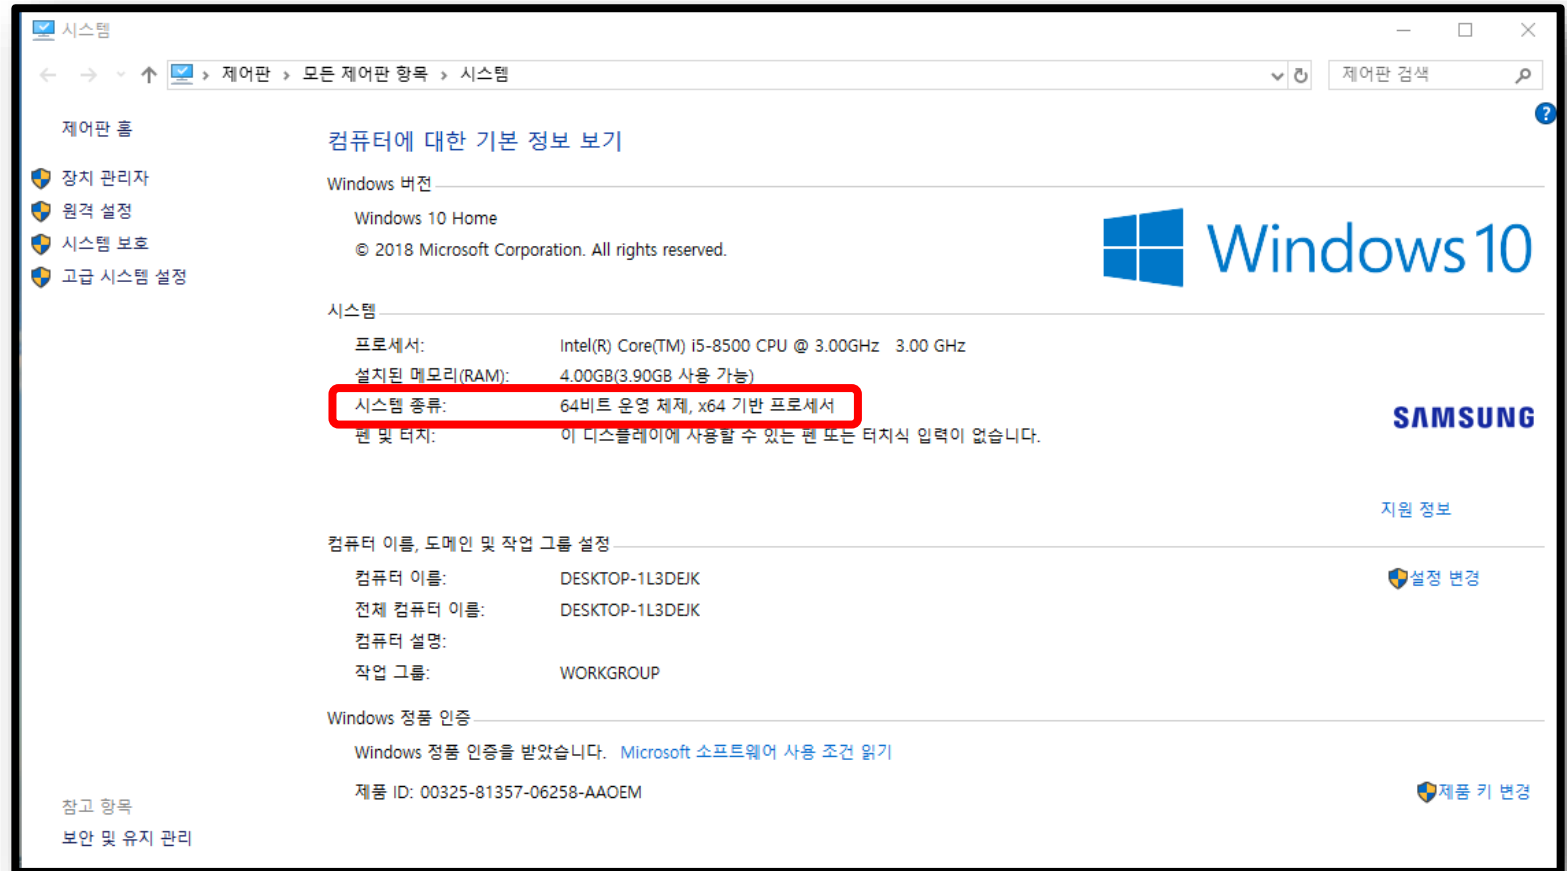 시스템
제어판 › 모든 제어판 항목 › 시스템
제어판 검색
제어판 홈
장치 관리자
원격 설정
시스템 보호
고급 시스템 설정
컴퓨터에 대한 기본 정보 보기
Windows 버전
Windows 10 Home
© 2018 Microsoft Corporation. All rights reserved.
Windows 10
시스템
프로세서: Intel(R) Core(TM) i5-8500 CPU @ 3.00GHz 3.00 GHz
설치된 메모리(RAM): 4.00GB(3.90GB 사용 가능)
시스템 종류: 64비트 운영 체제, x64 기반 프로세서
펜 및 터치: 이 디스플레이에 사용할 수 있는 펜 또는 터치식 입력이 없습니다.
SAMSUNG
지원 정보
컴퓨터 이름, 도메인 및 작업 그룹 설정
컴퓨터 이름: DESKTOP-1L3DEJK
설정 변경
전체 컴퓨터 이름: DESKTOP-1L3DEJK
컴퓨터 설명:
작업 그룹: WORKGROUP
Windows 정품 인증
Windows 정품 인증을 받았습니다. Microsoft 소프트웨어 사용 조건 읽기
제품 ID: 00325-81357-06258-AAOEM
제품 키 변경
참고 항목
보안 및 유지 관리